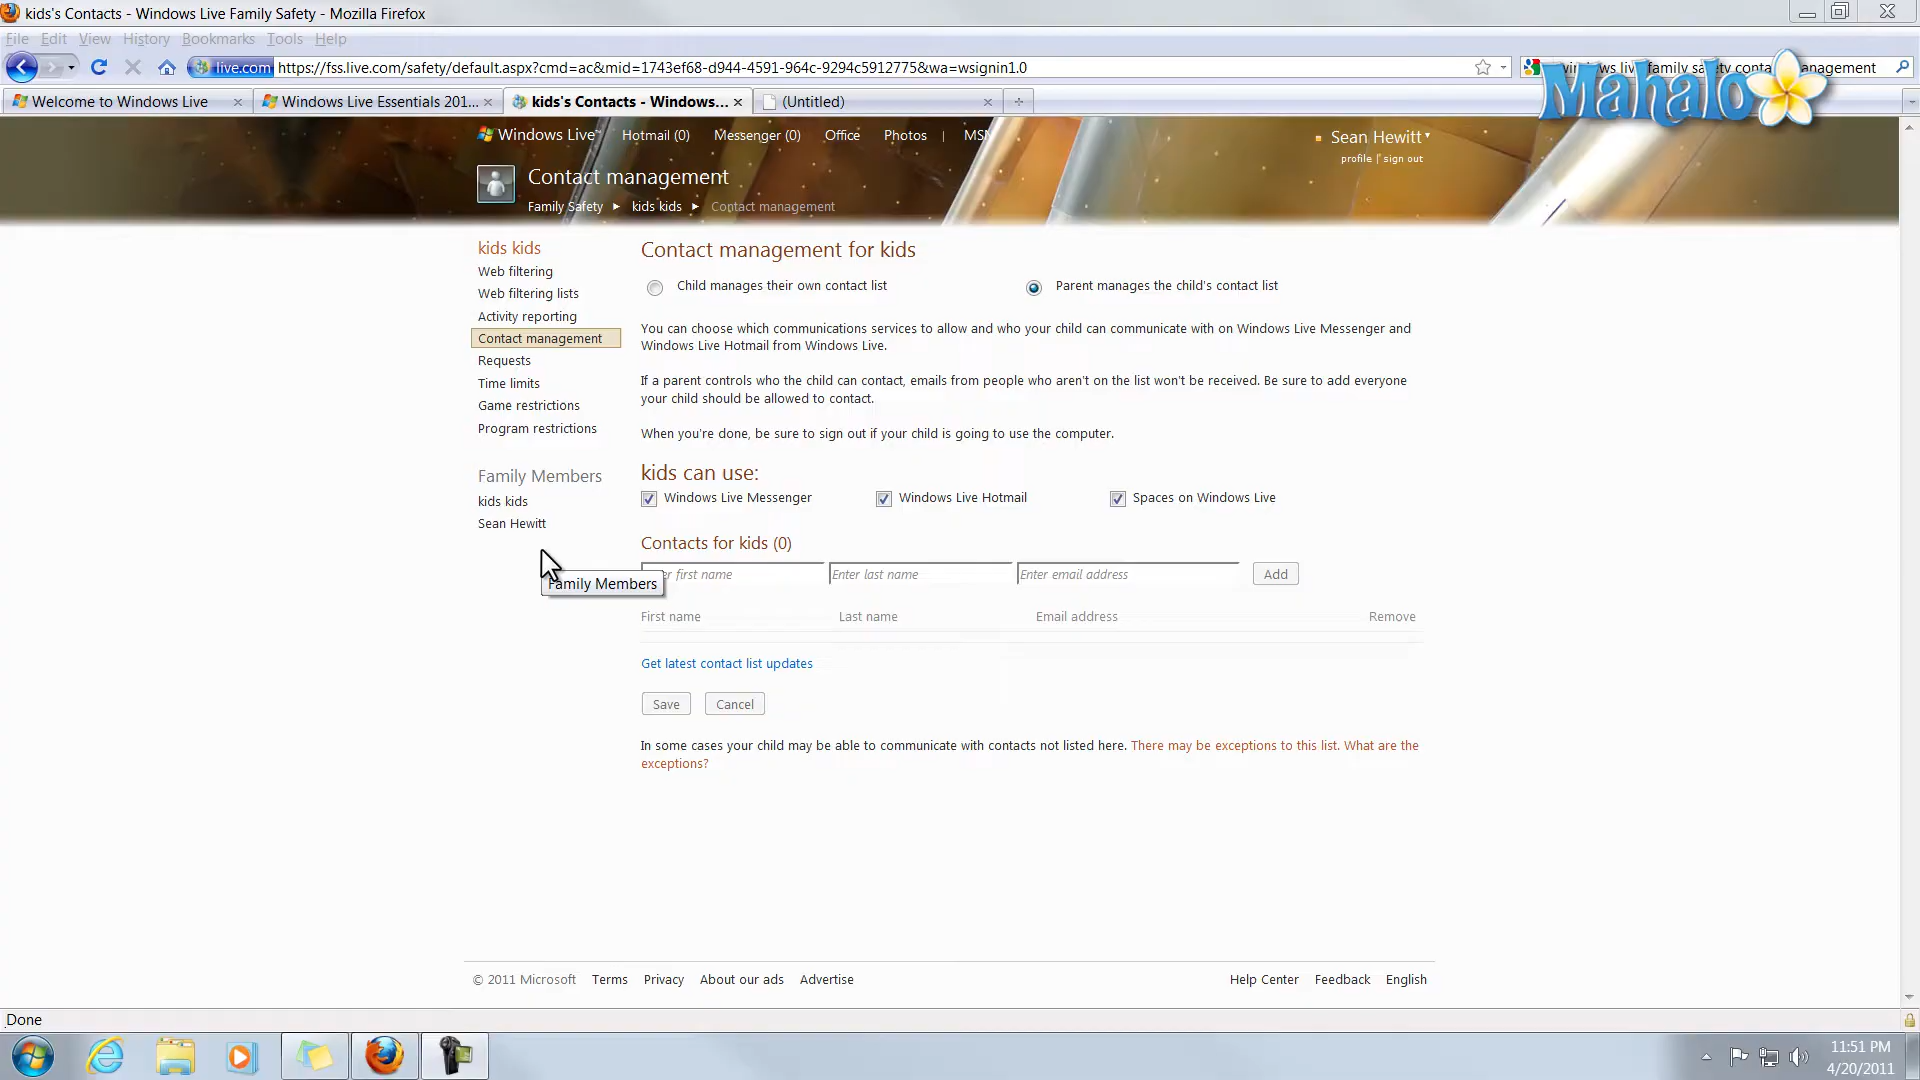 kids's Contacts - Windows Live Family Safety - Mozilla Firefox
File Edit View History Bookmarks Tools Help
live.com https://fss.live.com/safety/default.aspx?cmd=ac&mid=1743ef68-d944-4591-964c-9294c5912775&wa=wsignin1.0
windows live family safety management
Mahalo
Welcome to Windows Live
Windows Live Essentials 201...
kids's Contacts - Windows...
(Untitled)
Windows Live Hotmail (0) Messenger (0) Office Photos | MSN
Sean Hewitt
profile | sign out
Contact management
Family Safety ▸ kids kids ▸ Contact management
kids kids
Web filtering
Web filtering lists
Activity reporting
Contact management
Requests
Time limits
Game restrictions
Program restrictions
Family Members
kids kids
Sean Hewitt
Family Members
Contact management for kids
Child manages their own contact list
Parent manages the child's contact list
You can choose which communications services to allow and who your child can communicate with on Windows Live Messenger and
Windows Live Hotmail from Windows Live.
If a parent controls who the child can contact, emails from people who aren't on the list won't be received. Be sure to add everyone
your child should be allowed to contact.
When you're done, be sure to sign out if your child is going to use the computer.
kids can use:
Windows Live Messenger
Windows Live Hotmail
Spaces on Windows Live
Contacts for kids (0)
first name
Enter last name
Enter email address
Add
First name Last name Email address Remove
Get latest contact list updates
Save Cancel
In some cases your child may be able to communicate with contacts not listed here. There may be exceptions to this list. What are the
exceptions?
© 2011 Microsoft Terms Privacy About our ads Advertise
Help Center Feedback English
Done
11:51 PM
4/20/2011